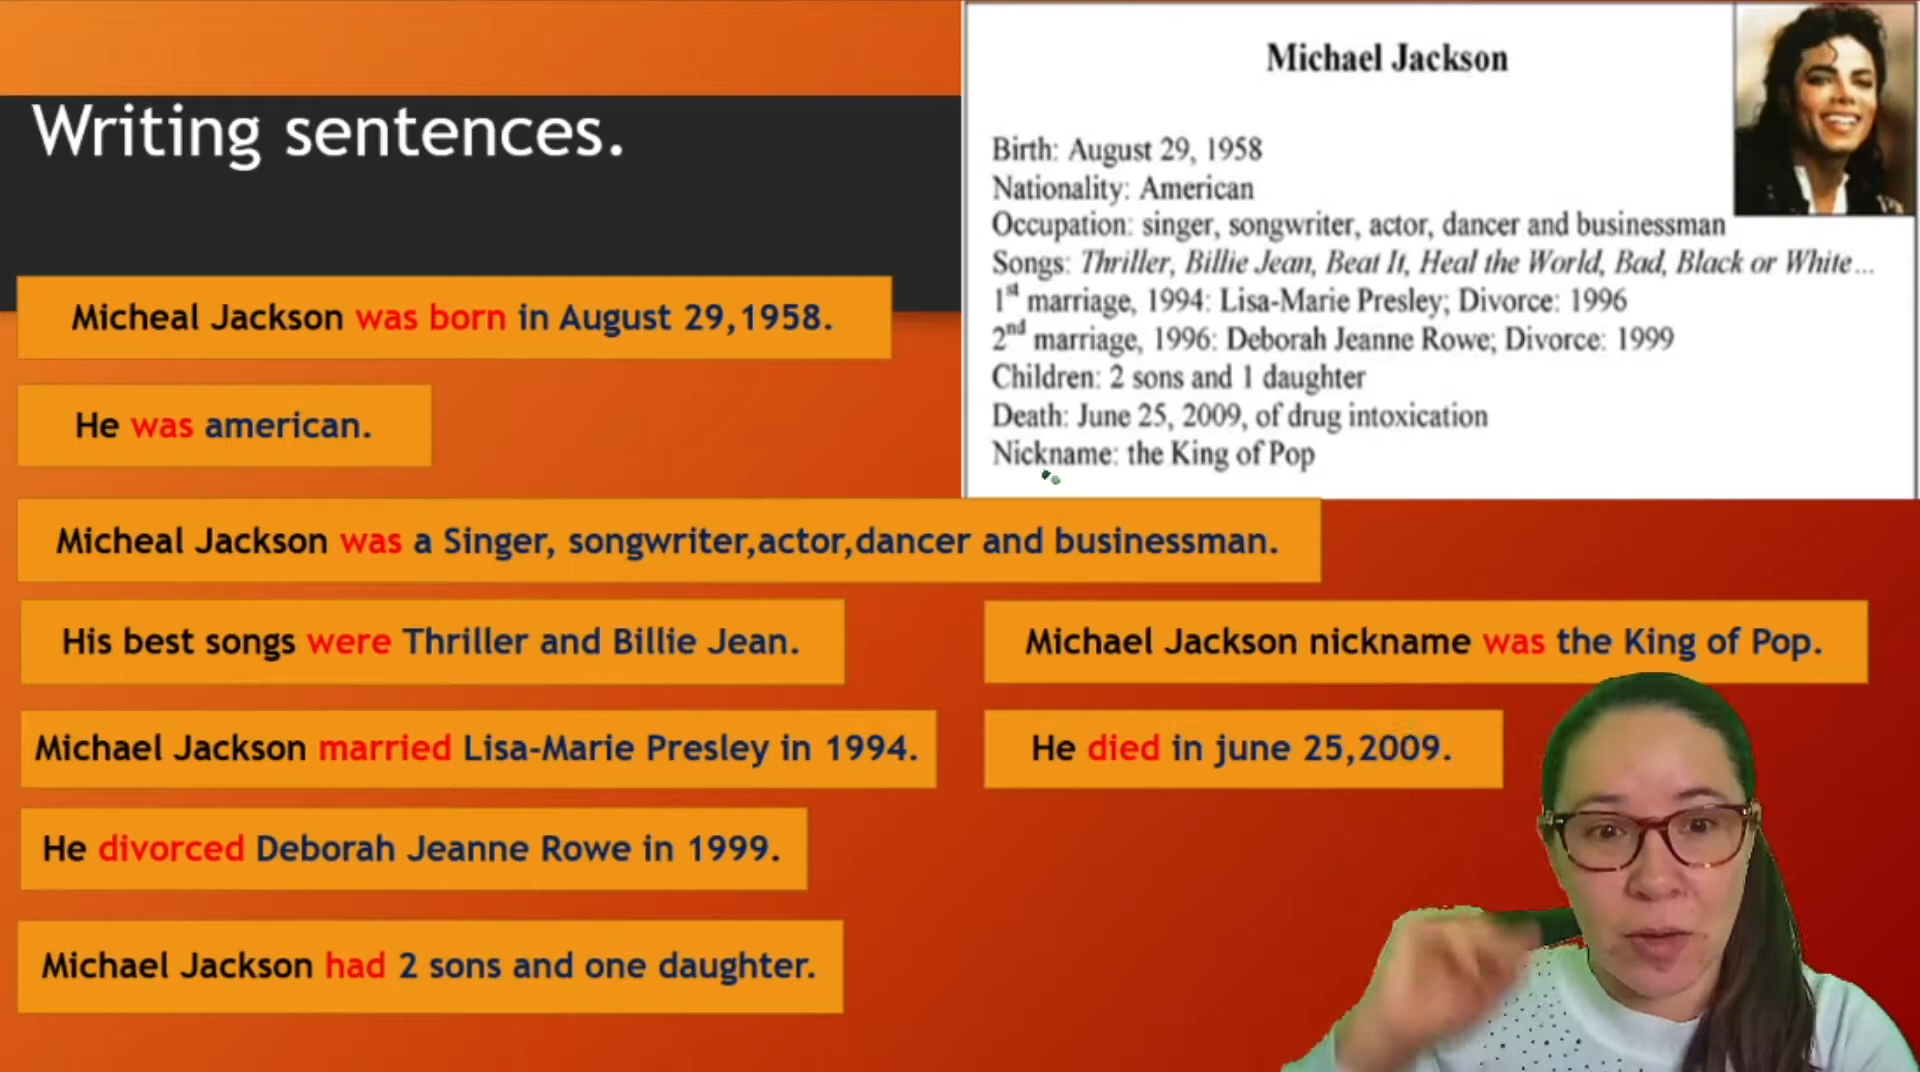 Writing sentences.
Michael Jackson
Birth: August 29, 1958
Nationality: American
Occupation: singer, songwriter, actor, dancer and businessman
Songs: Thriller, Billie Jean, Beat It, Heal the World, Bad, Black or White...
1st marriage, 1994: Lisa-Marie Presley; Divorce: 1996
2nd marriage, 1996: Deborah Jeanne Rowe; Divorce: 1999
Children: 2 sons and 1 daughter
Death: June 25, 2009, of drug intoxication
Nickname: the King of Pop
Micheal Jackson was born in August 29,1958.
He was american.
Micheal Jackson was a Singer, songwriter,actor,dancer and businessman.
His best songs were Thriller and Billie Jean.
Michael Jackson married Lisa-Marie Presley in 1994.
He divorced Deborah Jeanne Rowe in 1999.
Michael Jackson had 2 sons and one daughter.
Michael Jackson nickname was the King of Pop.
He died in june 25,2009.